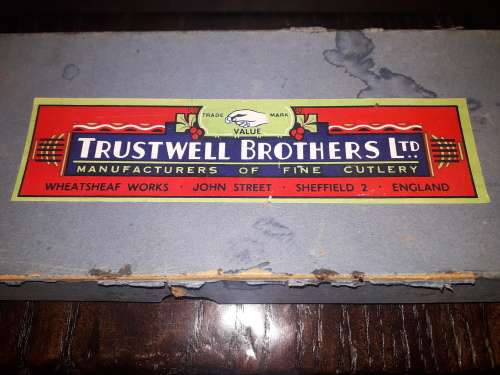 TRADE MARK
VALUE
TRUSTWELL BROTHERS LTD.
MANUFACTURERS OF FINE CUTLERY
WHEATSHEAF WORKS · JOHN STREET · SHEFFIELD 2 · ENGLAND